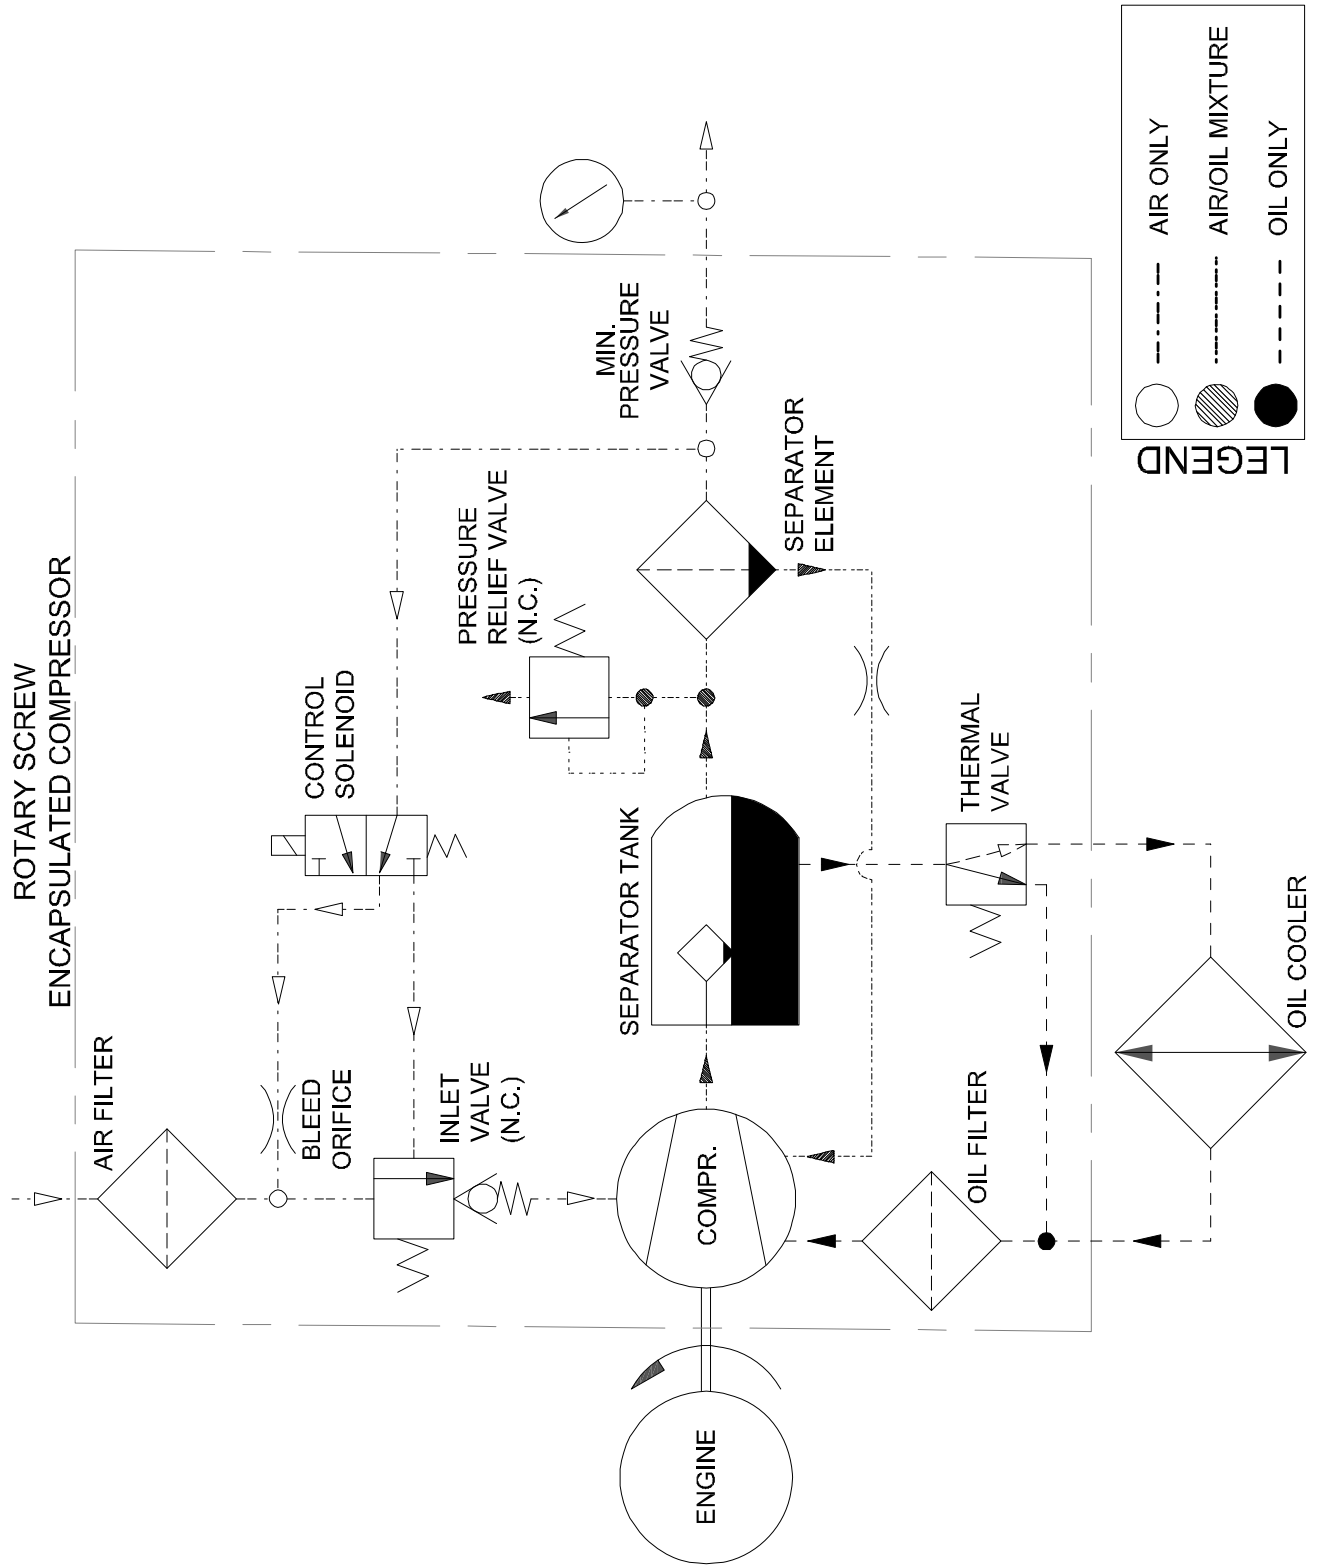 ROTARY SCREW
ENCAPSULATED COMPRESSOR
AIR FILTER
BLEED
ORIFICE
CONTROL
SOLENOID
INLET
VALVE
(N.C.)
PRESSURE
RELIEF VALVE
(N.C.)
MIN.
PRESSURE
VALVE
SEPARATOR TANK
SEPARATOR
ELEMENT
ENGINE
COMPR.
OIL FILTER
THERMAL
VALVE
OIL COOLER
LEGEND
AIR ONLY
AIR/OIL MIXTURE
OIL ONLY